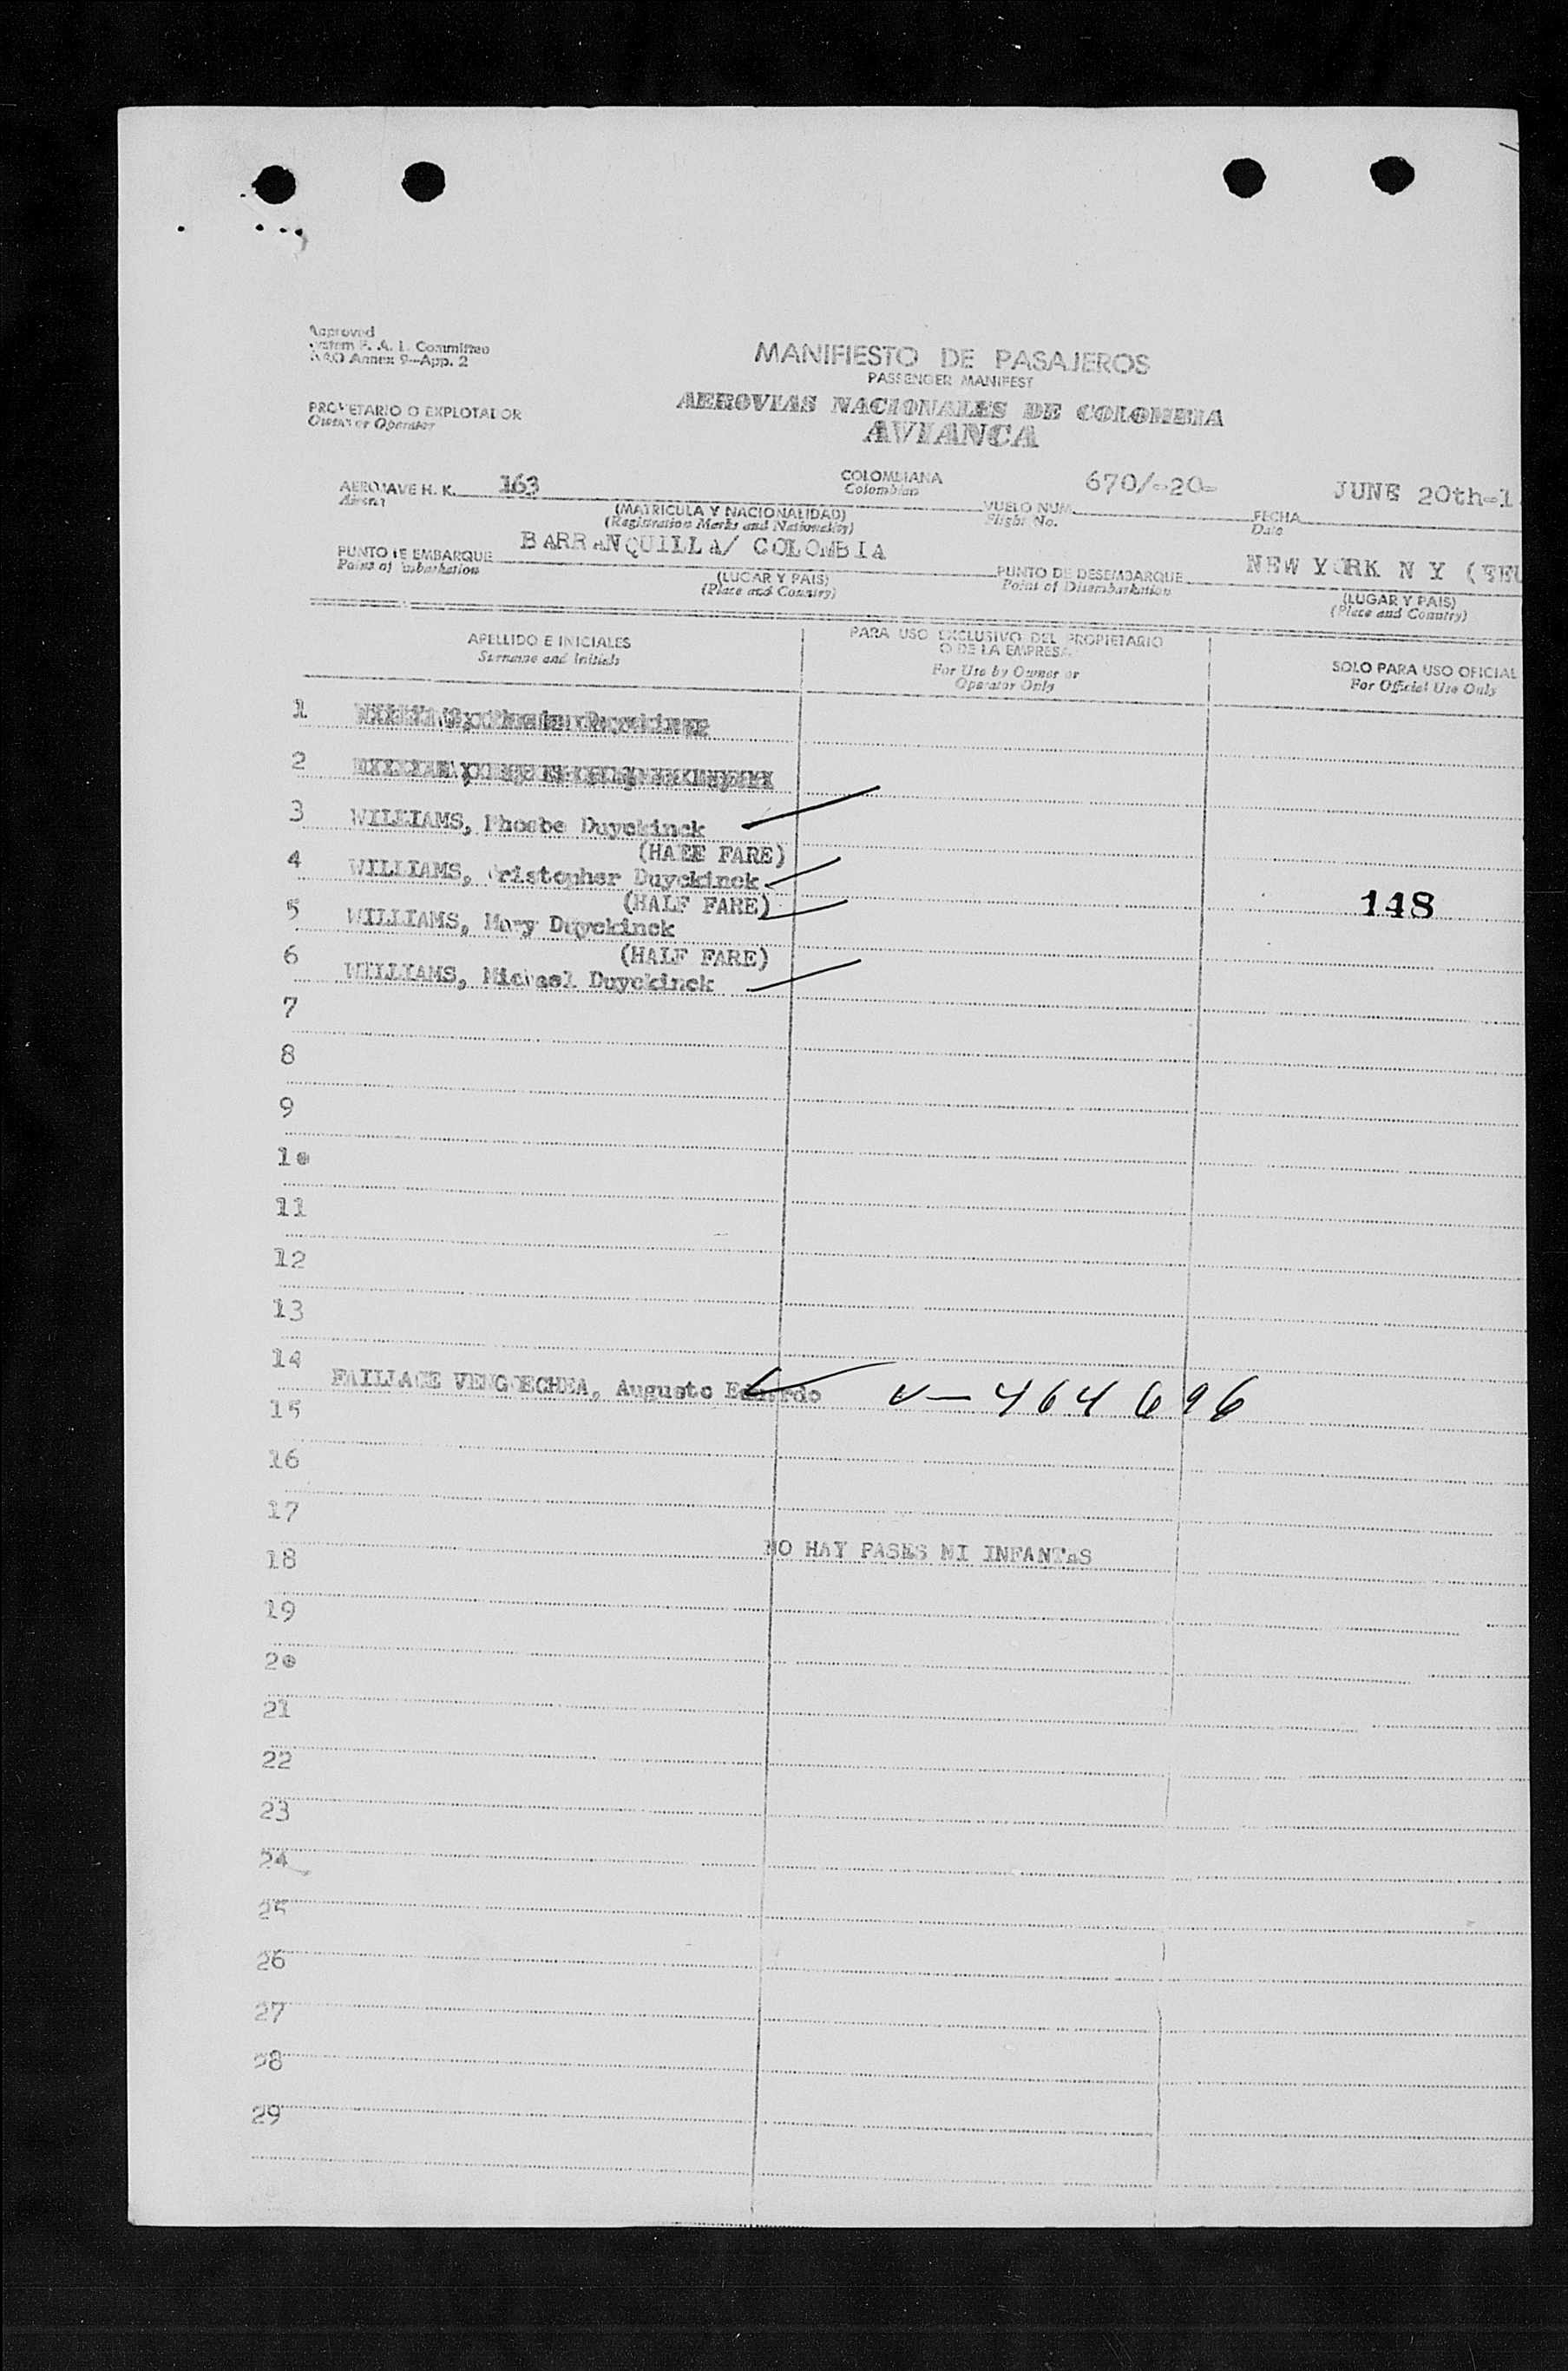 Approved
F. A. L. Committee
Annex 9-App. 2
MANIFIESTO DE PASAJEROS
PASSENGER MANIFEST
AEROVIAS NACIONALES DE COLOMBIA
AVIANCA
O EXPLOTADOR
or Operator
H. K. 163
COLOMBIANA
Colombian
(MATRICULA Y NACIONALIDAD)
(Registration Marks and Nationality)
VUELO NUM. 670/-20-
Flight No.
FECHA JUNE 20th-1
Date
PUNTO DE EMBARQUE BARRANQUILLA/ COLOMBIA
Point of Embarkation
(LUGAR Y PAIS)
(Place and Country)
PUNTO DE DESEMBARQUE NEW YORK N Y
Point of Disembarkation
(LUGAR Y PAIS)
(Place and Country)
APELLIDO E INICIALES
Surname and Initials
PARA USO EXCLUSIVO DEL PROPIETARIO
O DE LA EMPRESA
For Use by Owner or
Operator Only
SOLO PARA USO OFICIAL
For Official Use Only
1
2
3 WILLIAMS, Phoebe Duyckinck
(HALF FARE)
4 WILLIAMS, Cristopher Duyckinck
(HALF FARE)
148
5 WILLIAMS, Mary Duyckinck
(HALF FARE)
6 WILLIAMS, Michael Duyckinck
7
8
9
10
11
12
13
14
FAILLACE VENGOECHEA, Augusto Eduardo V-464 696
15
16
17
NO HAY PASES NI INFANTES
18
19
20
21
22
23
24
25
26
27
28
29